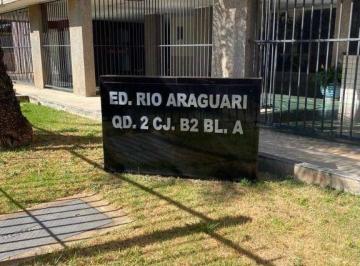 ED. RIO ARAGUARI
QD. 2 CJ. B2 BL. A